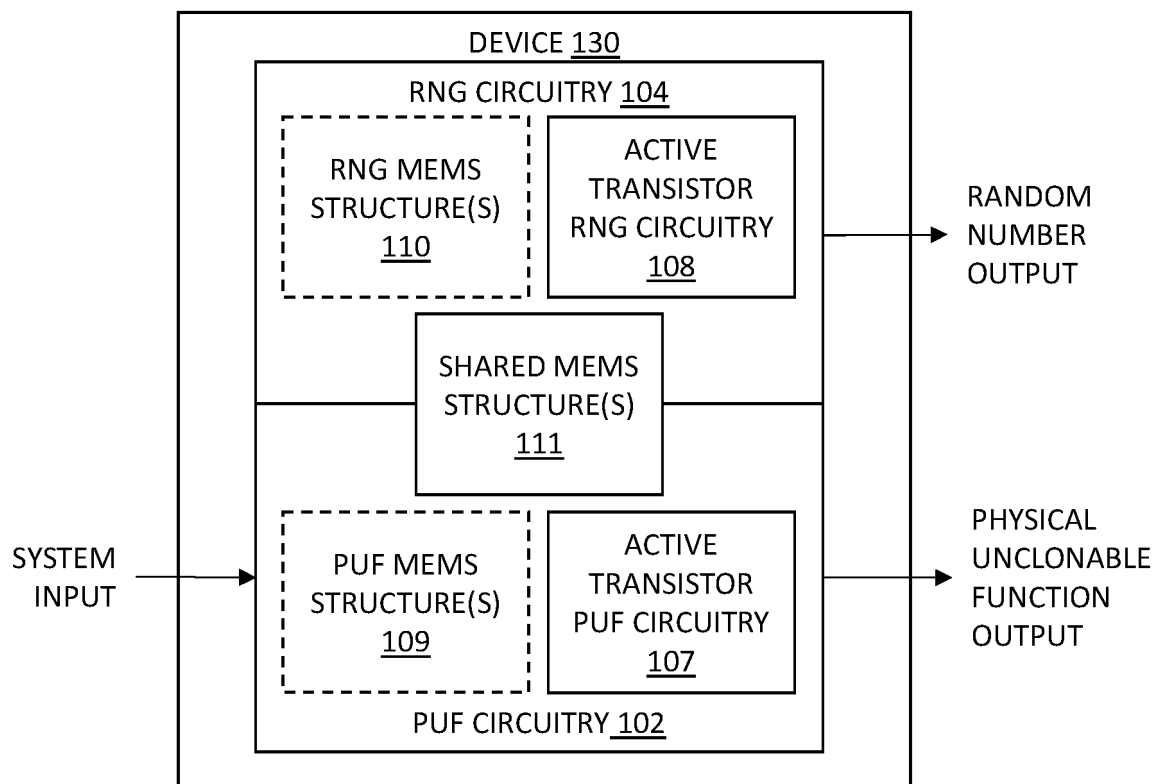 DEVICE 130
RNG CIRCUITRY 104
RNG MEMS
STRUCTURE(S)
110
ACTIVE
TRANSISTOR
RNG CIRCUITRY
108
RANDOM
NUMBER
OUTPUT
SHARED MEMS
STRUCTURE(S)
111
SYSTEM
INPUT
PUF MEMS
STRUCTURE(S)
109
ACTIVE
TRANSISTOR
PUF CIRCUITRY
107
PHYSICAL
UNCLONABLE
FUNCTION
OUTPUT
PUF CIRCUITRY 102